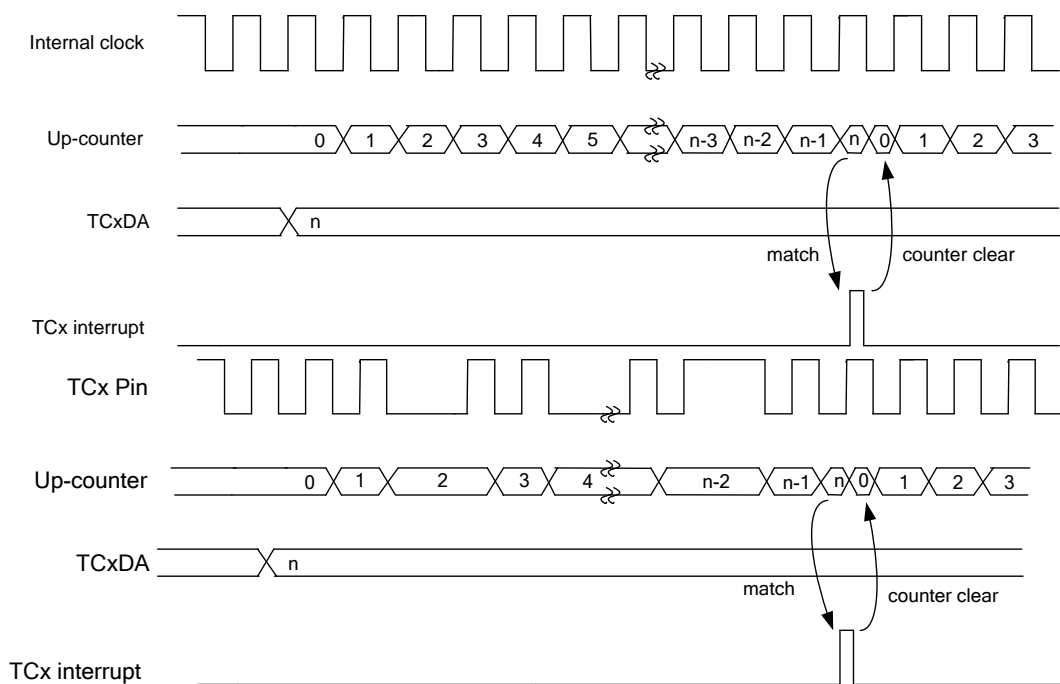 Internal clock
Up-counter
0 1 2 3 4 5 n-3 n-2 n-1 n 0 1 2 3
TCxDA
n
match
counter clear
TCx interrupt
TCx Pin
Up-counter
0 1 2 3 4 n-2 n-1 n 0 1 2 3
TCxDA
n
match
counter clear
TCx interrupt